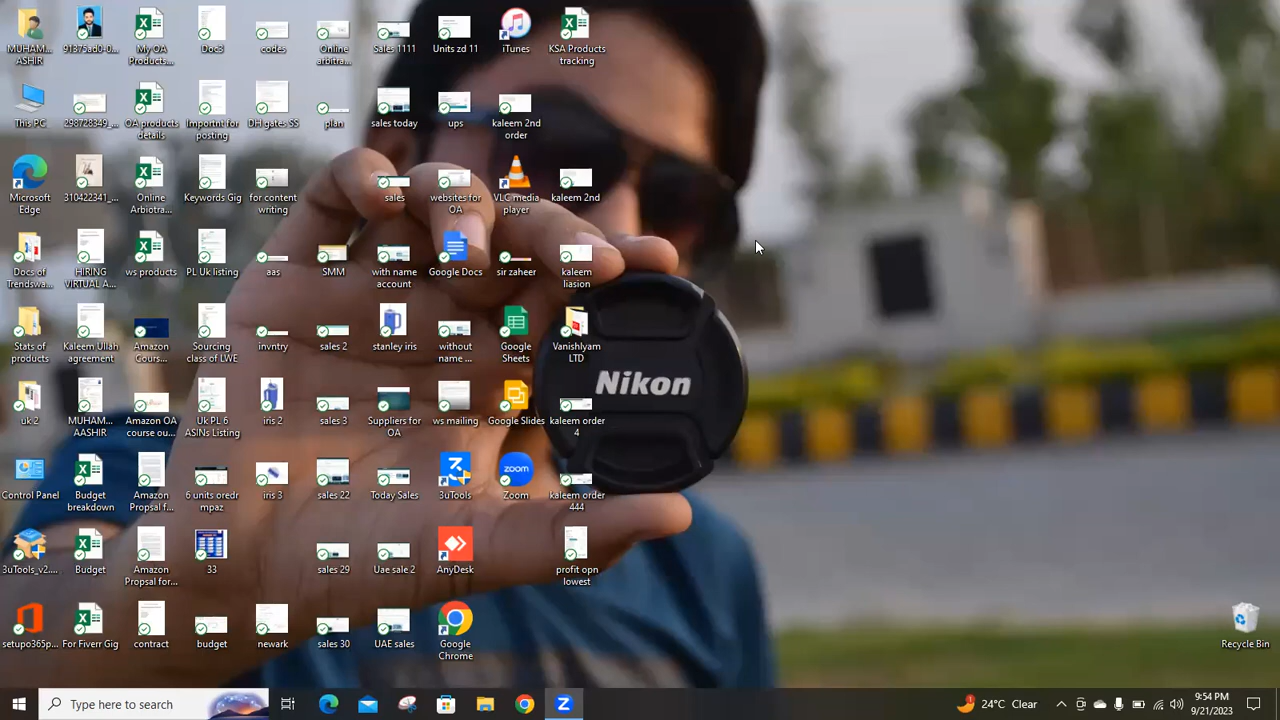 MUHAM...
AASHIR
91375ad0-0...
My OA
Products...
Doc3
codes
Online
arbitra...
Sales 1111
Units zd 11
iTunes
KSA Products
tracking
This PC
298728349_...
OA products
details
Importnt for
posting
DH gates SS
plan
sales today
ups
kaleem 2nd
order
Microsoft
Edge
310422341_...
Online
Arbiotra...
Keywords Gig
for content
writing
sales
websites for
OA
VLC media
player
kaleem 2nd
Docs of
Trendswa...
HIRING
VIRTUAL A...
ws products
PL Uk listing
aas
SMM
with name
account
Google Docs
sir zaheer
kaleem
liasion
Stats of
products
Kaleem Ullah
agreement
Amazon
Cours...
Sourcing
class of LWE
invntry
sales 2
stanley iris
without
name ...
Google
Sheets
Vanishlyam
LTD
uk 2
MUHAM...
AASHIR
Amazon OA
course ou...
Uk PL 6
ASINs Listing
iris 2
sales 3
Suppliers for
OA
ws mailing
Google Slides
kaleem order
4
Nikon
Control Panel
Budget
breakdown
Amazon
Propsal f...
6 units oredr
mpaz
iris 3
sales 22
Today Sales
3uTools
zoom
Zoom
kaleem order
444
3uTools_v2....
Budget
Amazon
Propsal for...
33
sales 29
Uae sale 2
AnyDesk
profit opn
lowest
setupo365p...
For Fiverr Gig
contract
budget
newark
sales 30
UAE sales
Google
Chrome
Recycle Bin
Type here to search
24°C Clear
9:54 PM
9/21/2023